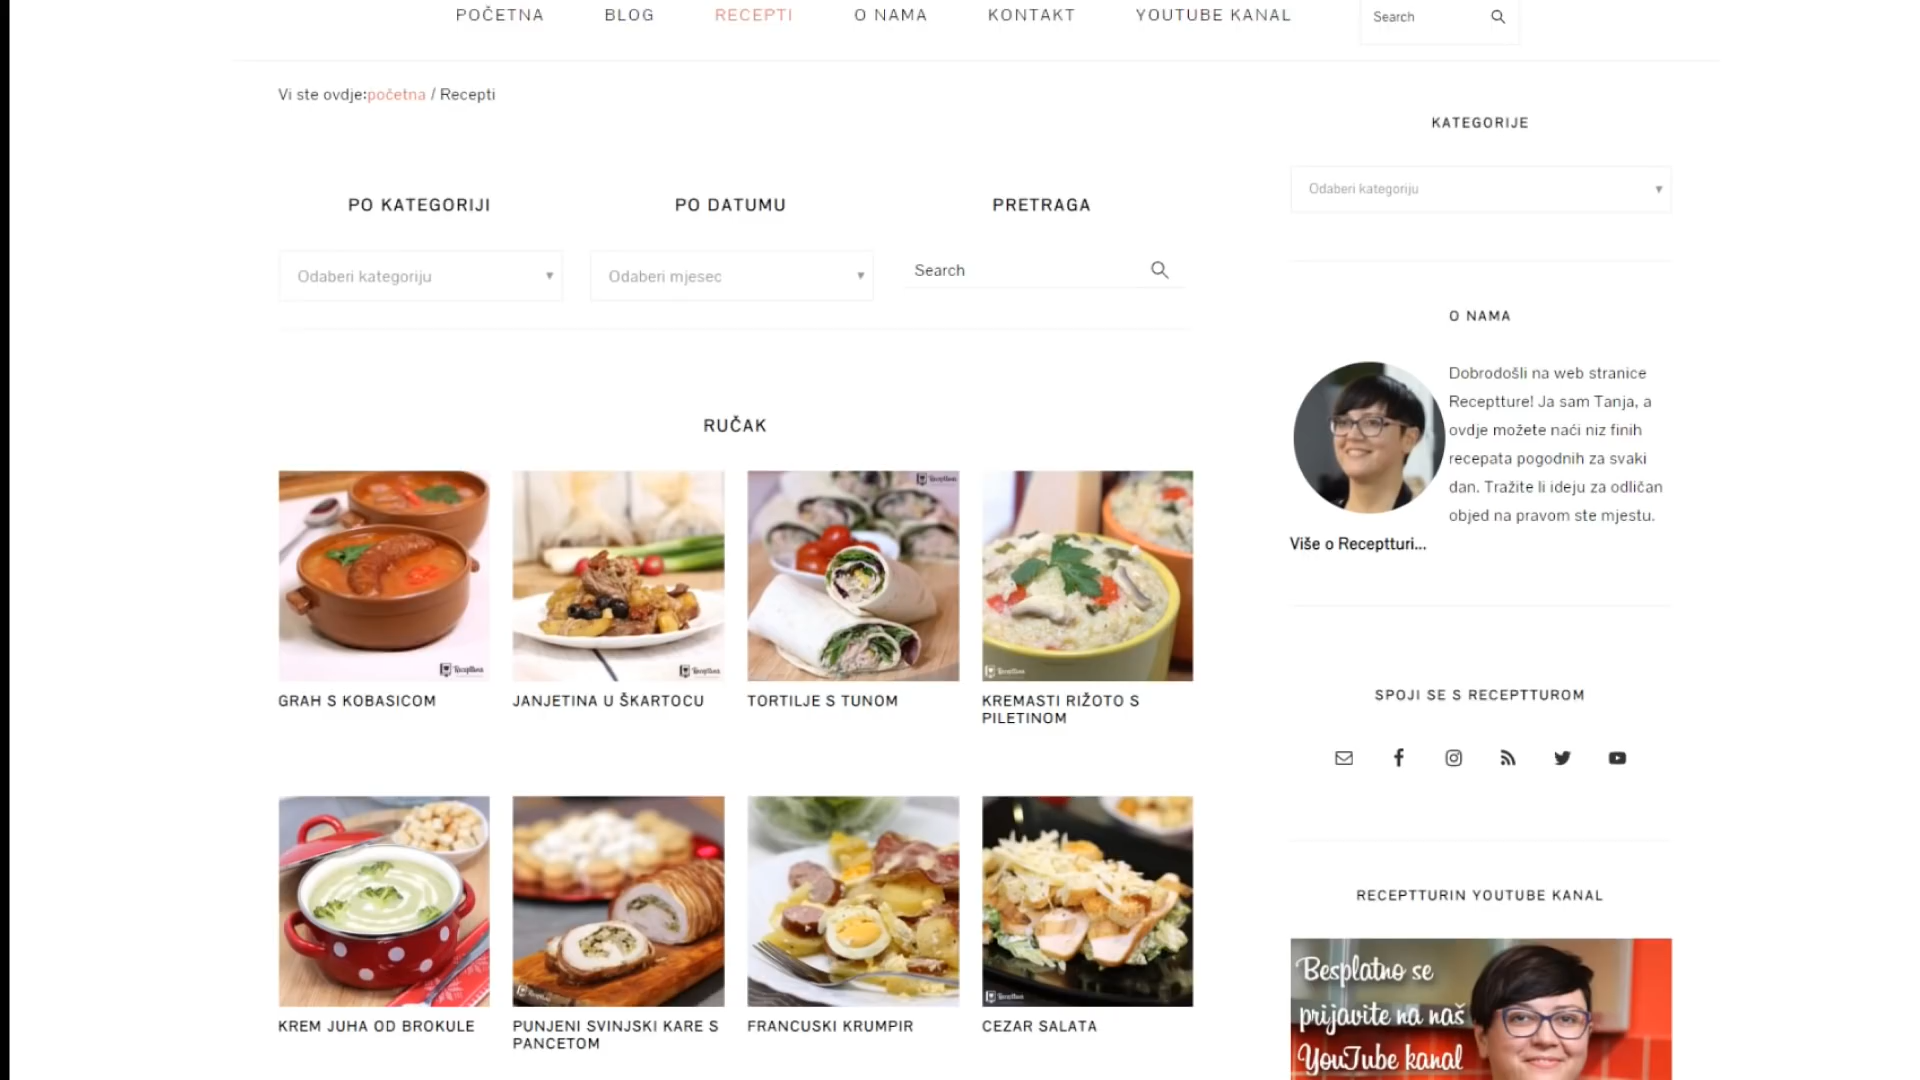 POČETNA BLOG RECEPTI O NAMA KONTAKT YOUTUBE KANAL Search
Vi ste ovdje:početna / Recepti
PO KATEGORIJI PO DATUMU PRETRAGA
Odaberi kategoriju Odaberi mjesec Search
RUČAK
GRAH S KOBASICOM
JANJETINA U ŠKARTOCU
TORTILJE S TUNOM
KREMASTI RIŽOTO S
PILETINOM
KREM JUHA OD BROKULE
PUNJENI SVINJSKI KARE S
PANCETOM
FRANCUSKI KRUMPIR
CEZAR SALATA
KATEGORIJE
Odaberi kategoriju
O NAMA
Dobrodošli na web stranice
Receptture! Ja sam Tanja, a
ovdje možete naći niz finih
recepata pogodnih za svaki
dan. Tražite li ideju za odličan
objed na pravom ste mjestu.
Više o Receptturi...
SPOJI SE S RECEPTTUROM
RECEPTTURIN YOUTUBE KANAL
Besplatno se
prijavite na naš
YouTube kanal